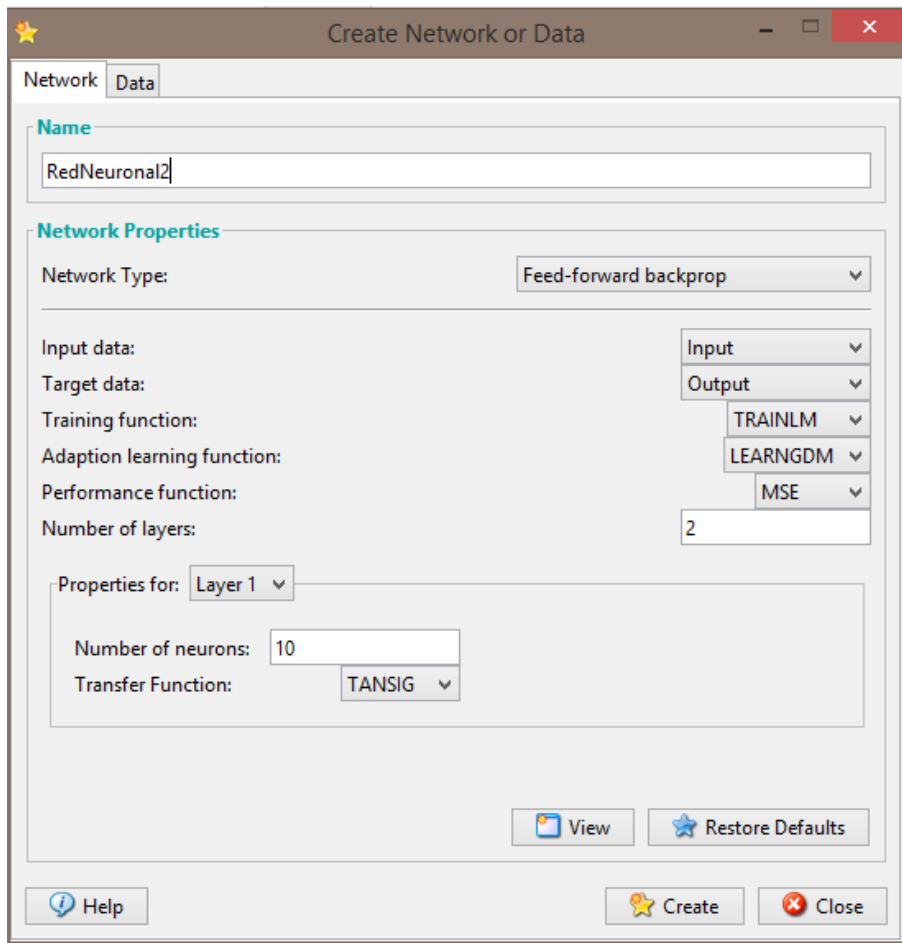 Create Network or Data
Network Data
Name
RedNeuronal2
Network Properties
Network Type: Feed-forward backprop
Input data: Input
Target data: Output
Training function: TRAINLM
Adaption learning function: LEARNGDM
Performance function: MSE
Number of layers: 2
Properties for: Layer 1
Number of neurons: 10
Transfer Function: TANSIG
View Restore Defaults
Help Create Close